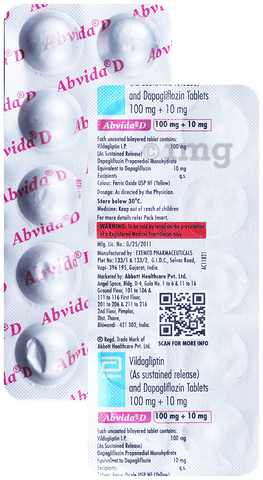 Abvida D
Abvida D
Abvida D
Abvida D
and Dapagliflozin Tablets
100 mg + 10 mg
Abvida® D 100 mg + 10 mg
Each uncoated bilayered tablet contains:
Vildagliptin I.P. 100 mg
(As Sustained Release)
Dapagliflozin Propanediol Monohydrate
Equivalent to Dapagliflozin 10 mg
Excipients q.s.
Colour: Ferric Oxide USP NF (Yellow)
Dosage: As directed by the Physician.
Store below 30°C.
Medicine: Keep out of reach of children
For more details refer Pack Insert.
WARNING: To be sold by retail on the prescription
of a Registered Medical Practitioner only.
Mfg. Lic. No.: G/25/2011
Manufactured by: EXEMED PHARMACEUTICALS
Plot No: 133/1 & 133/2, G.I.D.C., Selvas Road,
Vapi- 396 195, Gujarat, India.
Marketed by: Abbott Healthcare Pvt. Ltd.
Angel Space, Bldg. D-4, Gala No. 1 to 6 & 11 to 16
Ground Floor, 101 to 106 &
111 to 116 First Floor,
201 to 206 & 211 to 216
2nd Floor, Pimplas,
Dist. Thane,
Bhiwandi - 421 302, India.
® Regd. Trade Mark of
Abbott Healthcare Pvt. Ltd.
SCAN FOR MORE INFO
AC11821
1mg
Abbott
Vildagliptin
(As sustained release)
and Dapagliflozin Tablets
100 mg + 10 mg
Abvida® D 100 mg + 10 mg
Each uncoated bilayered tablet contains:
Vildagliptin I.P. 100 mg
(As Sustained Release)
Dapagliflozin Propanediol Monohydrate
Equivalent to Dapagliflozin 10 mg
Excipients q.s.